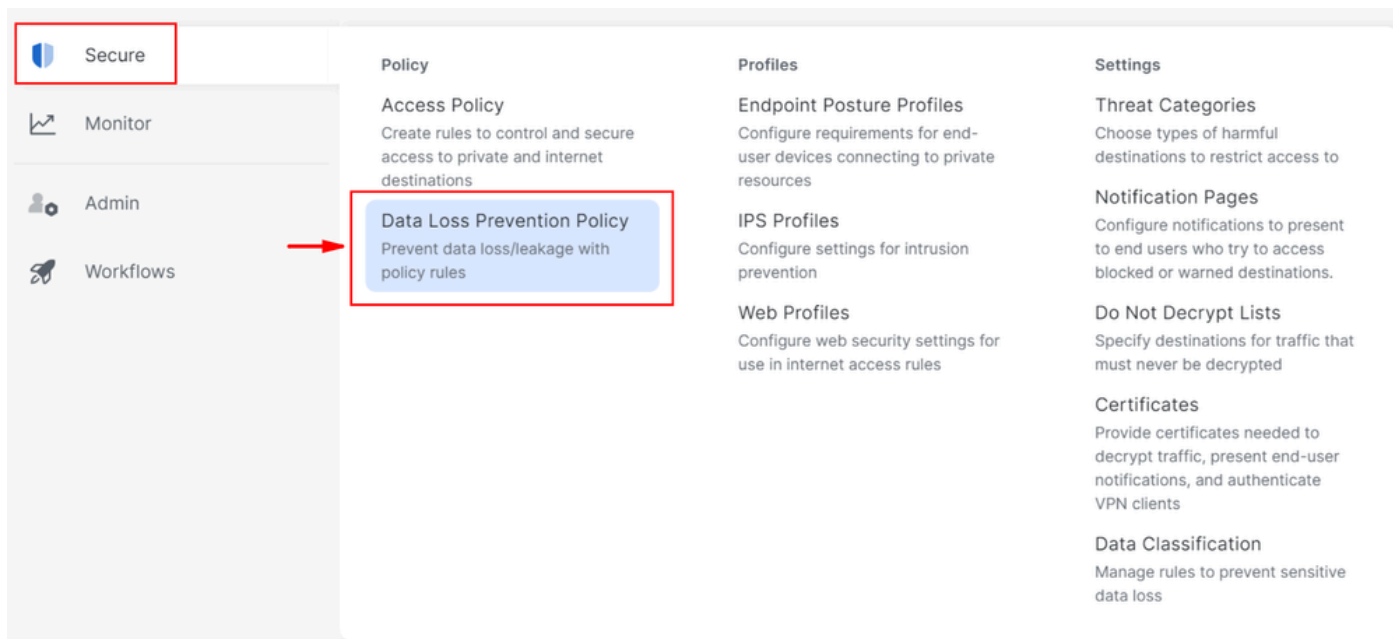 Secure
Monitor
Admin
Workflows
Policy
Access Policy
Create rules to control and secure
access to private and internet
destinations
Data Loss Prevention Policy
Prevent data loss/leakage with
policy rules
Profiles
Endpoint Posture Profiles
Configure requirements for end-
user devices connecting to private
resources
IPS Profiles
Configure settings for intrusion
prevention
Web Profiles
Configure web security settings for
use in internet access rules
Settings
Threat Categories
Choose types of harmful
destinations to restrict access to
Notification Pages
Configure notifications to present
to end users who try to access
blocked or warned destinations.
Do Not Decrypt Lists
Specify destinations for traffic that
must never be decrypted
Certificates
Provide certificates needed to
decrypt traffic, present end-user
notifications, and authenticate
VPN clients
Data Classification
Manage rules to prevent sensitive
data loss